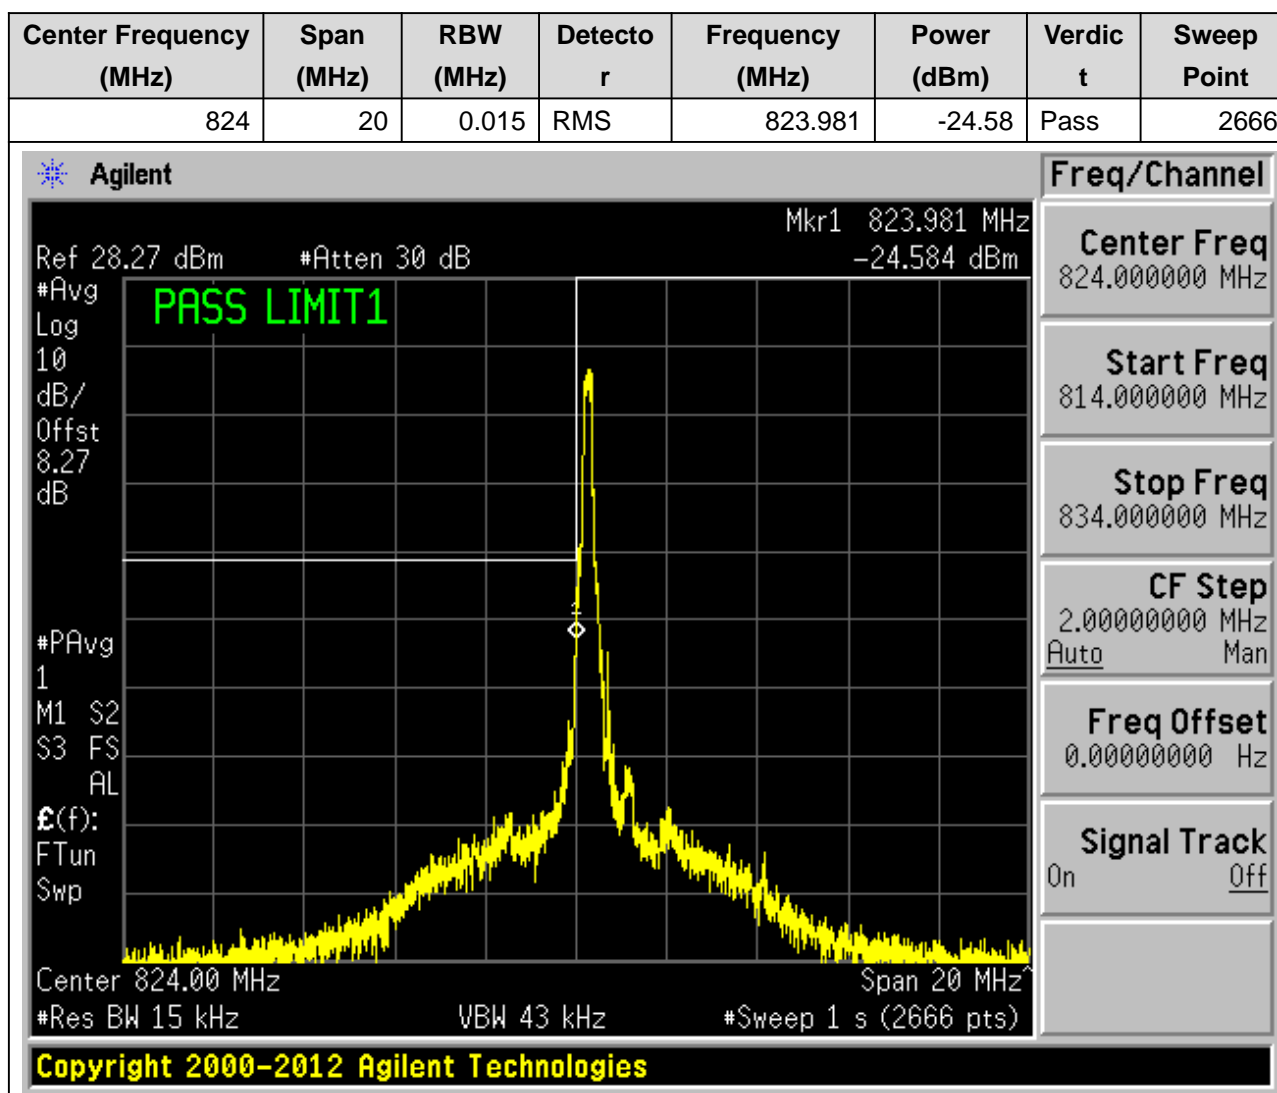 Center Frequency (MHz) Span (MHz) RBW (MHz) Detector Frequency (MHz) Power (dBm) Verdict Sweep Point
824 20 0.015 RMS 823.981 -24.58 Pass 2666
Agilent
Freq/Channel
Mkr1 823.981 MHz
Ref 28.27 dBm #Atten 30 dB -24.584 dBm
#Avg
Log
10
dB/
Offst
8.27
dB
PASS LIMIT1
1
#PAvg
1
M1 S2
S3 FS
AL
£(f):
FTun
Swp
Center 824.00 MHz Span 20 MHz^
#Res BW 15 kHz VBW 43 kHz #Sweep 1 s (2666 pts)
Center Freq
824.000000 MHz
Start Freq
814.000000 MHz
Stop Freq
834.000000 MHz
CF Step
2.00000000 MHz
Auto Man
Freq Offset
0.00000000 Hz
Signal Track
On Off
Copyright 2000-2012 Agilent Technologies